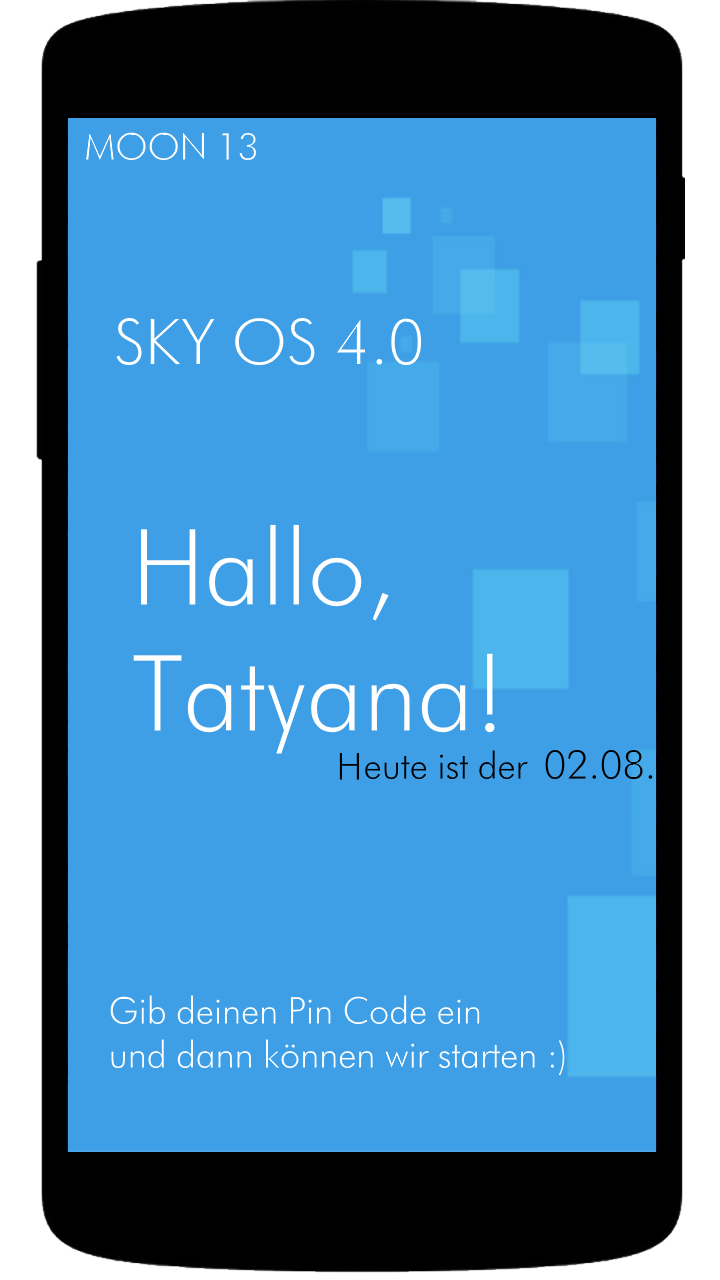 MOON 13
SKY OS 4.0
Hallo,
Tatyana!
Heute ist der 02.08.
Gib deinen Pin Code ein
und dann können wir starten :)